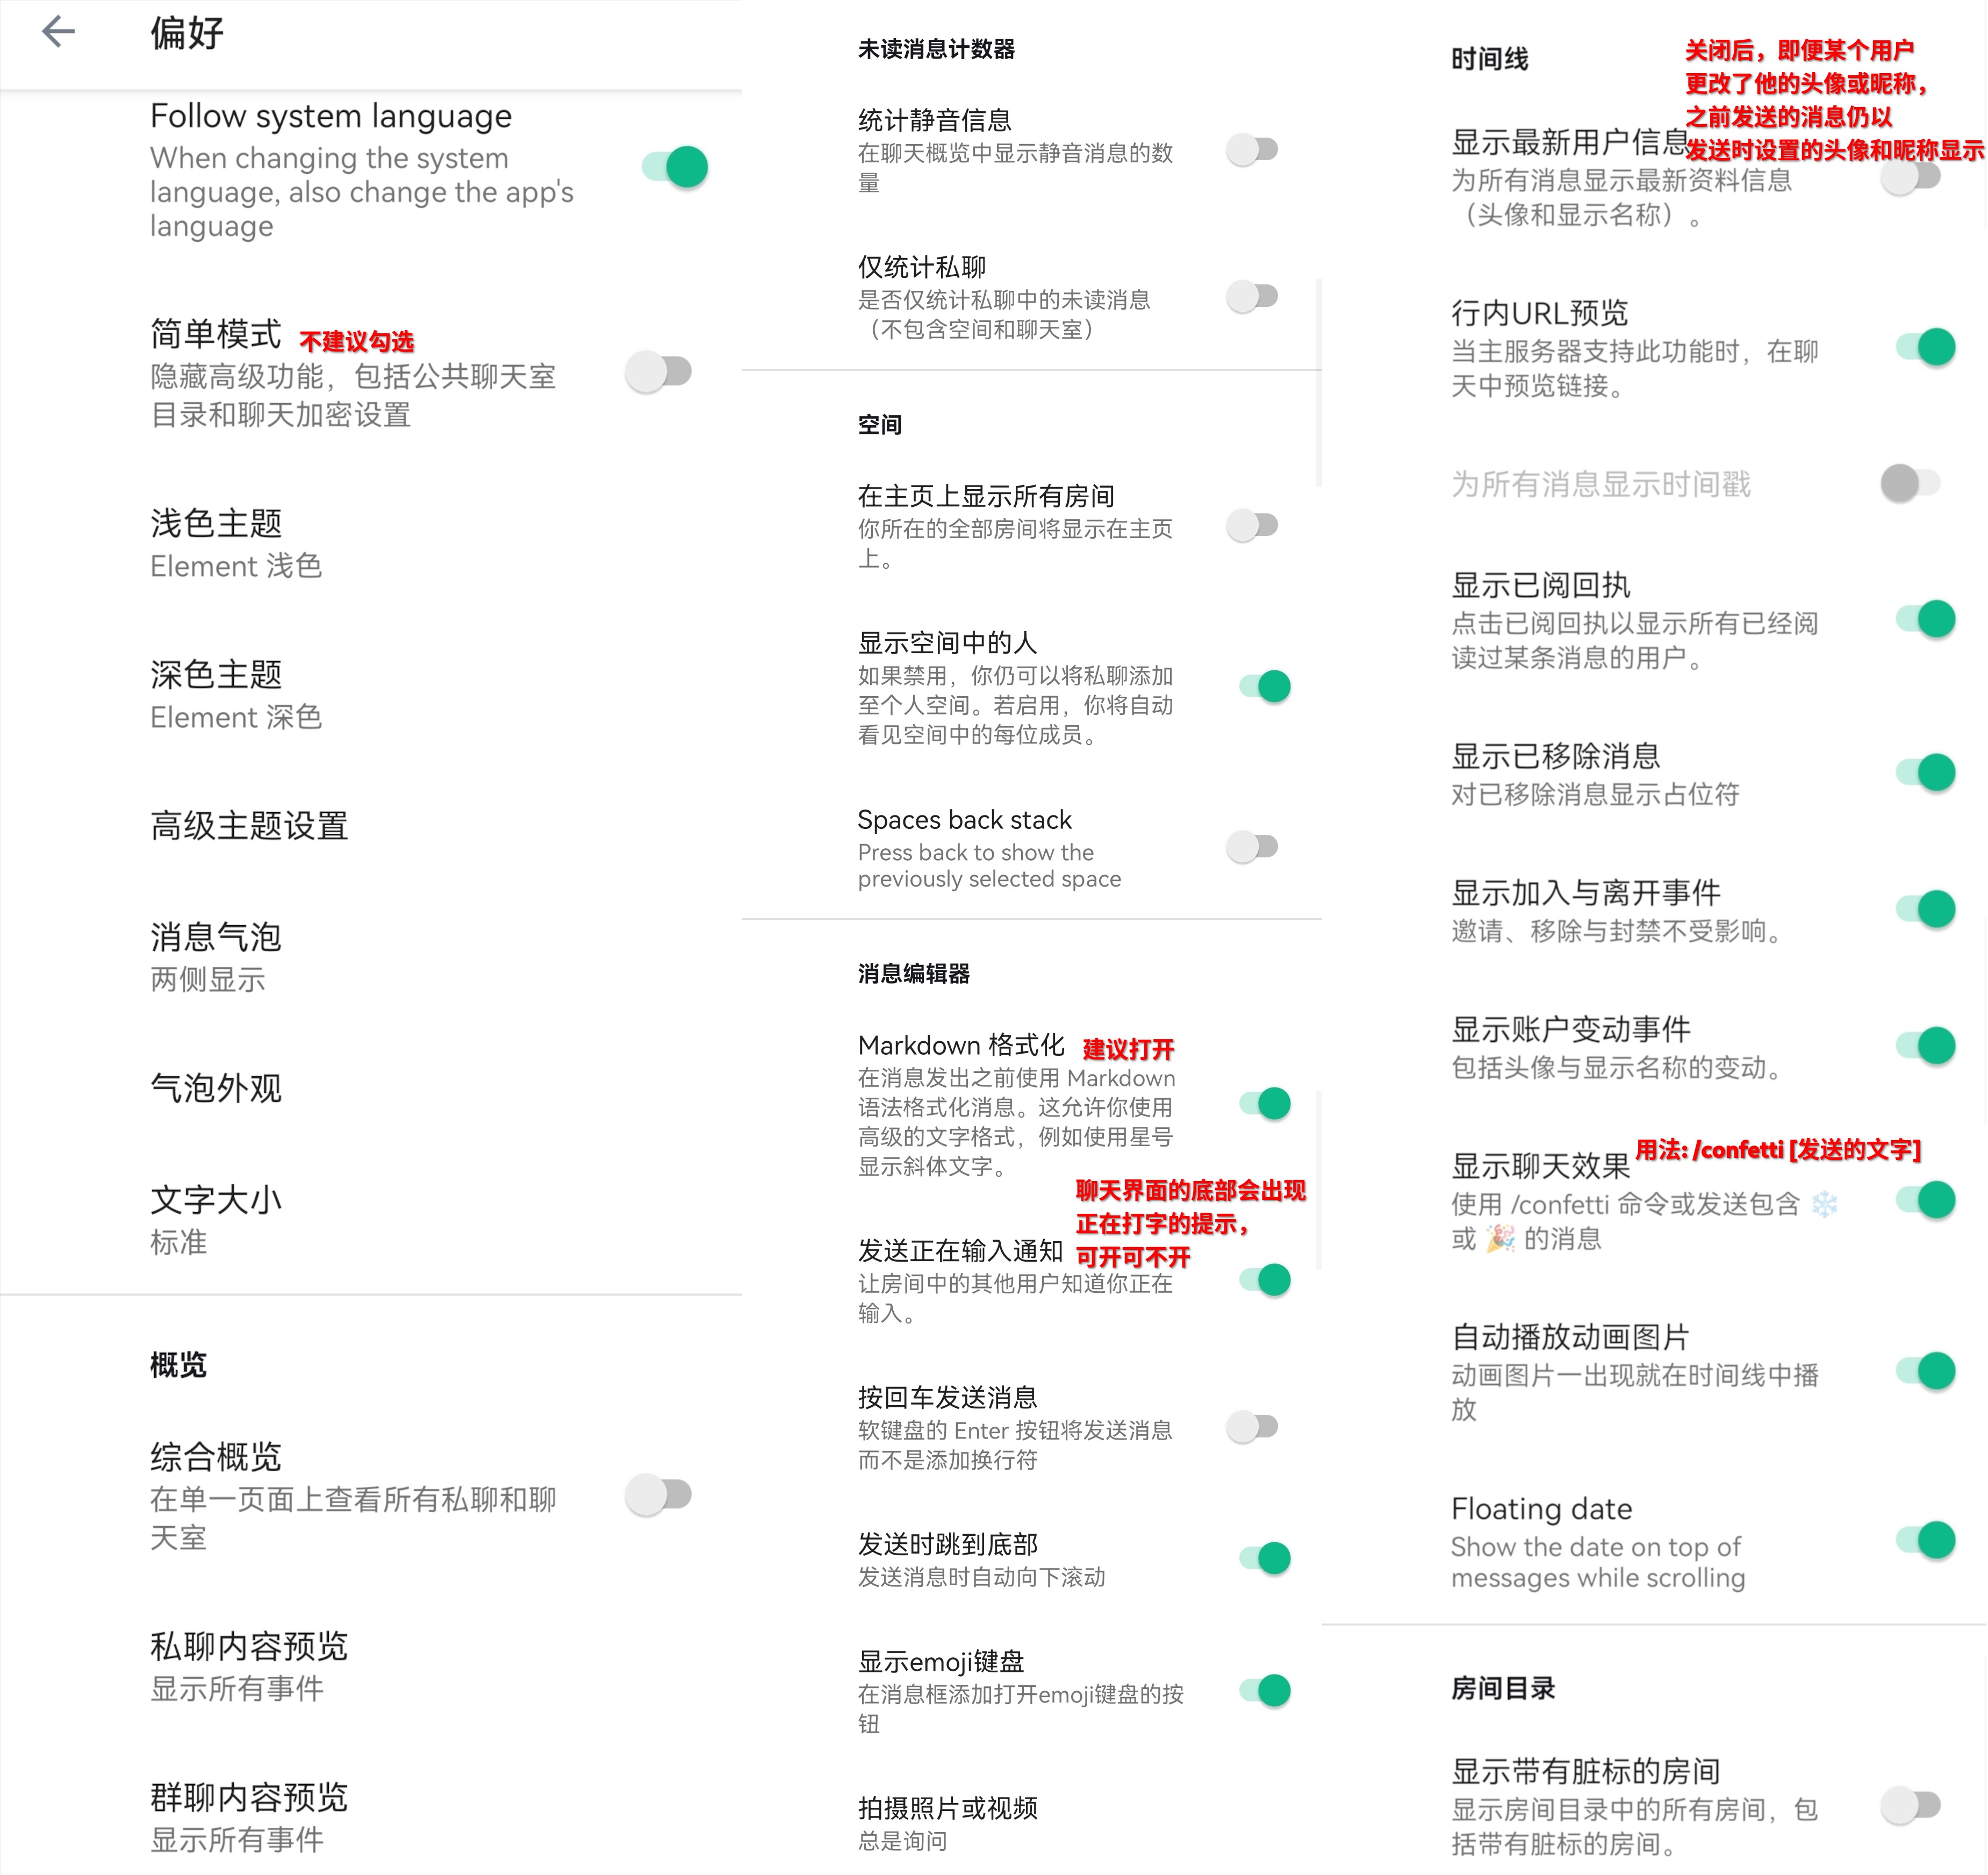 偏好
Follow system language
When changing the system
language, also change the app's
language
简单模式 不建议勾选
隐藏高级功能，包括公共聊天室
目录和聊天加密设置
浅色主题
Element 浅色
深色主题
Element 深色
高级主题设置
消息气泡
两侧显示
气泡外观
文字大小
标准
概览
综合概览
在单一页面上查看所有私聊和聊
天室
私聊内容预览
显示所有事件
群聊内容预览
显示所有事件
未读消息计数器
统计静音信息
在聊天概览中显示静音消息的数
量
仅统计私聊
是否仅统计私聊中的未读消息
（不包含空间和聊天室）
空间
在主页上显示所有房间
你所在的全部房间将显示在主页
上。
显示空间中的人
如果禁用，你仍可以将私聊添加
至个人空间。若启用，你将自动
看见空间中的每位成员。
Spaces back stack
Press back to show the
previously selected space
消息编辑器
Markdown 格式化 建议打开
在消息发出之前使用 Markdown
语法格式化消息。这允许你使用
高级的文字格式，例如使用星号
显示斜体文字。
聊天界面的底部会出现
正在打字的提示，
可开可不开
发送正在输入通知
让房间中的其他用户知道你正在
输入。
按回车发送消息
软键盘的 Enter 按钮将发送消息
而不是添加换行符
发送时跳到底部
发送消息时自动向下滚动
显示emoji键盘
在消息框添加打开emoji键盘的按
钮
拍摄照片或视频
总是询问
时间线
关闭后，即便某个用户
更改了他的头像或昵称，
之前发送的消息仍以
发送时设置的头像和昵称显示
显示最新用户信息
为所有消息显示最新资料信息
（头像和显示名称）。
行内URL预览
当主服务器支持此功能时，在聊
天中预览链接。
为所有消息显示时间戳
显示已阅回执
点击已阅回执以显示所有已经阅
读过某条消息的用户。
显示已移除消息
对已移除消息显示占位符
显示加入与离开事件
邀请、移除与封禁不受影响。
显示账户变动事件
包括头像与显示名称的变动。
显示聊天效果 用法: /confetti [发送的文字]
使用 /confetti 命令或发送包含 ❄️
或 🎉 的消息
自动播放动画图片
动画图片一出现就在时间线中播
放
Floating date
Show the date on top of
messages while scrolling
房间目录
显示带有脏标的房间
显示房间目录中的所有房间，包
括带有脏标的房间。